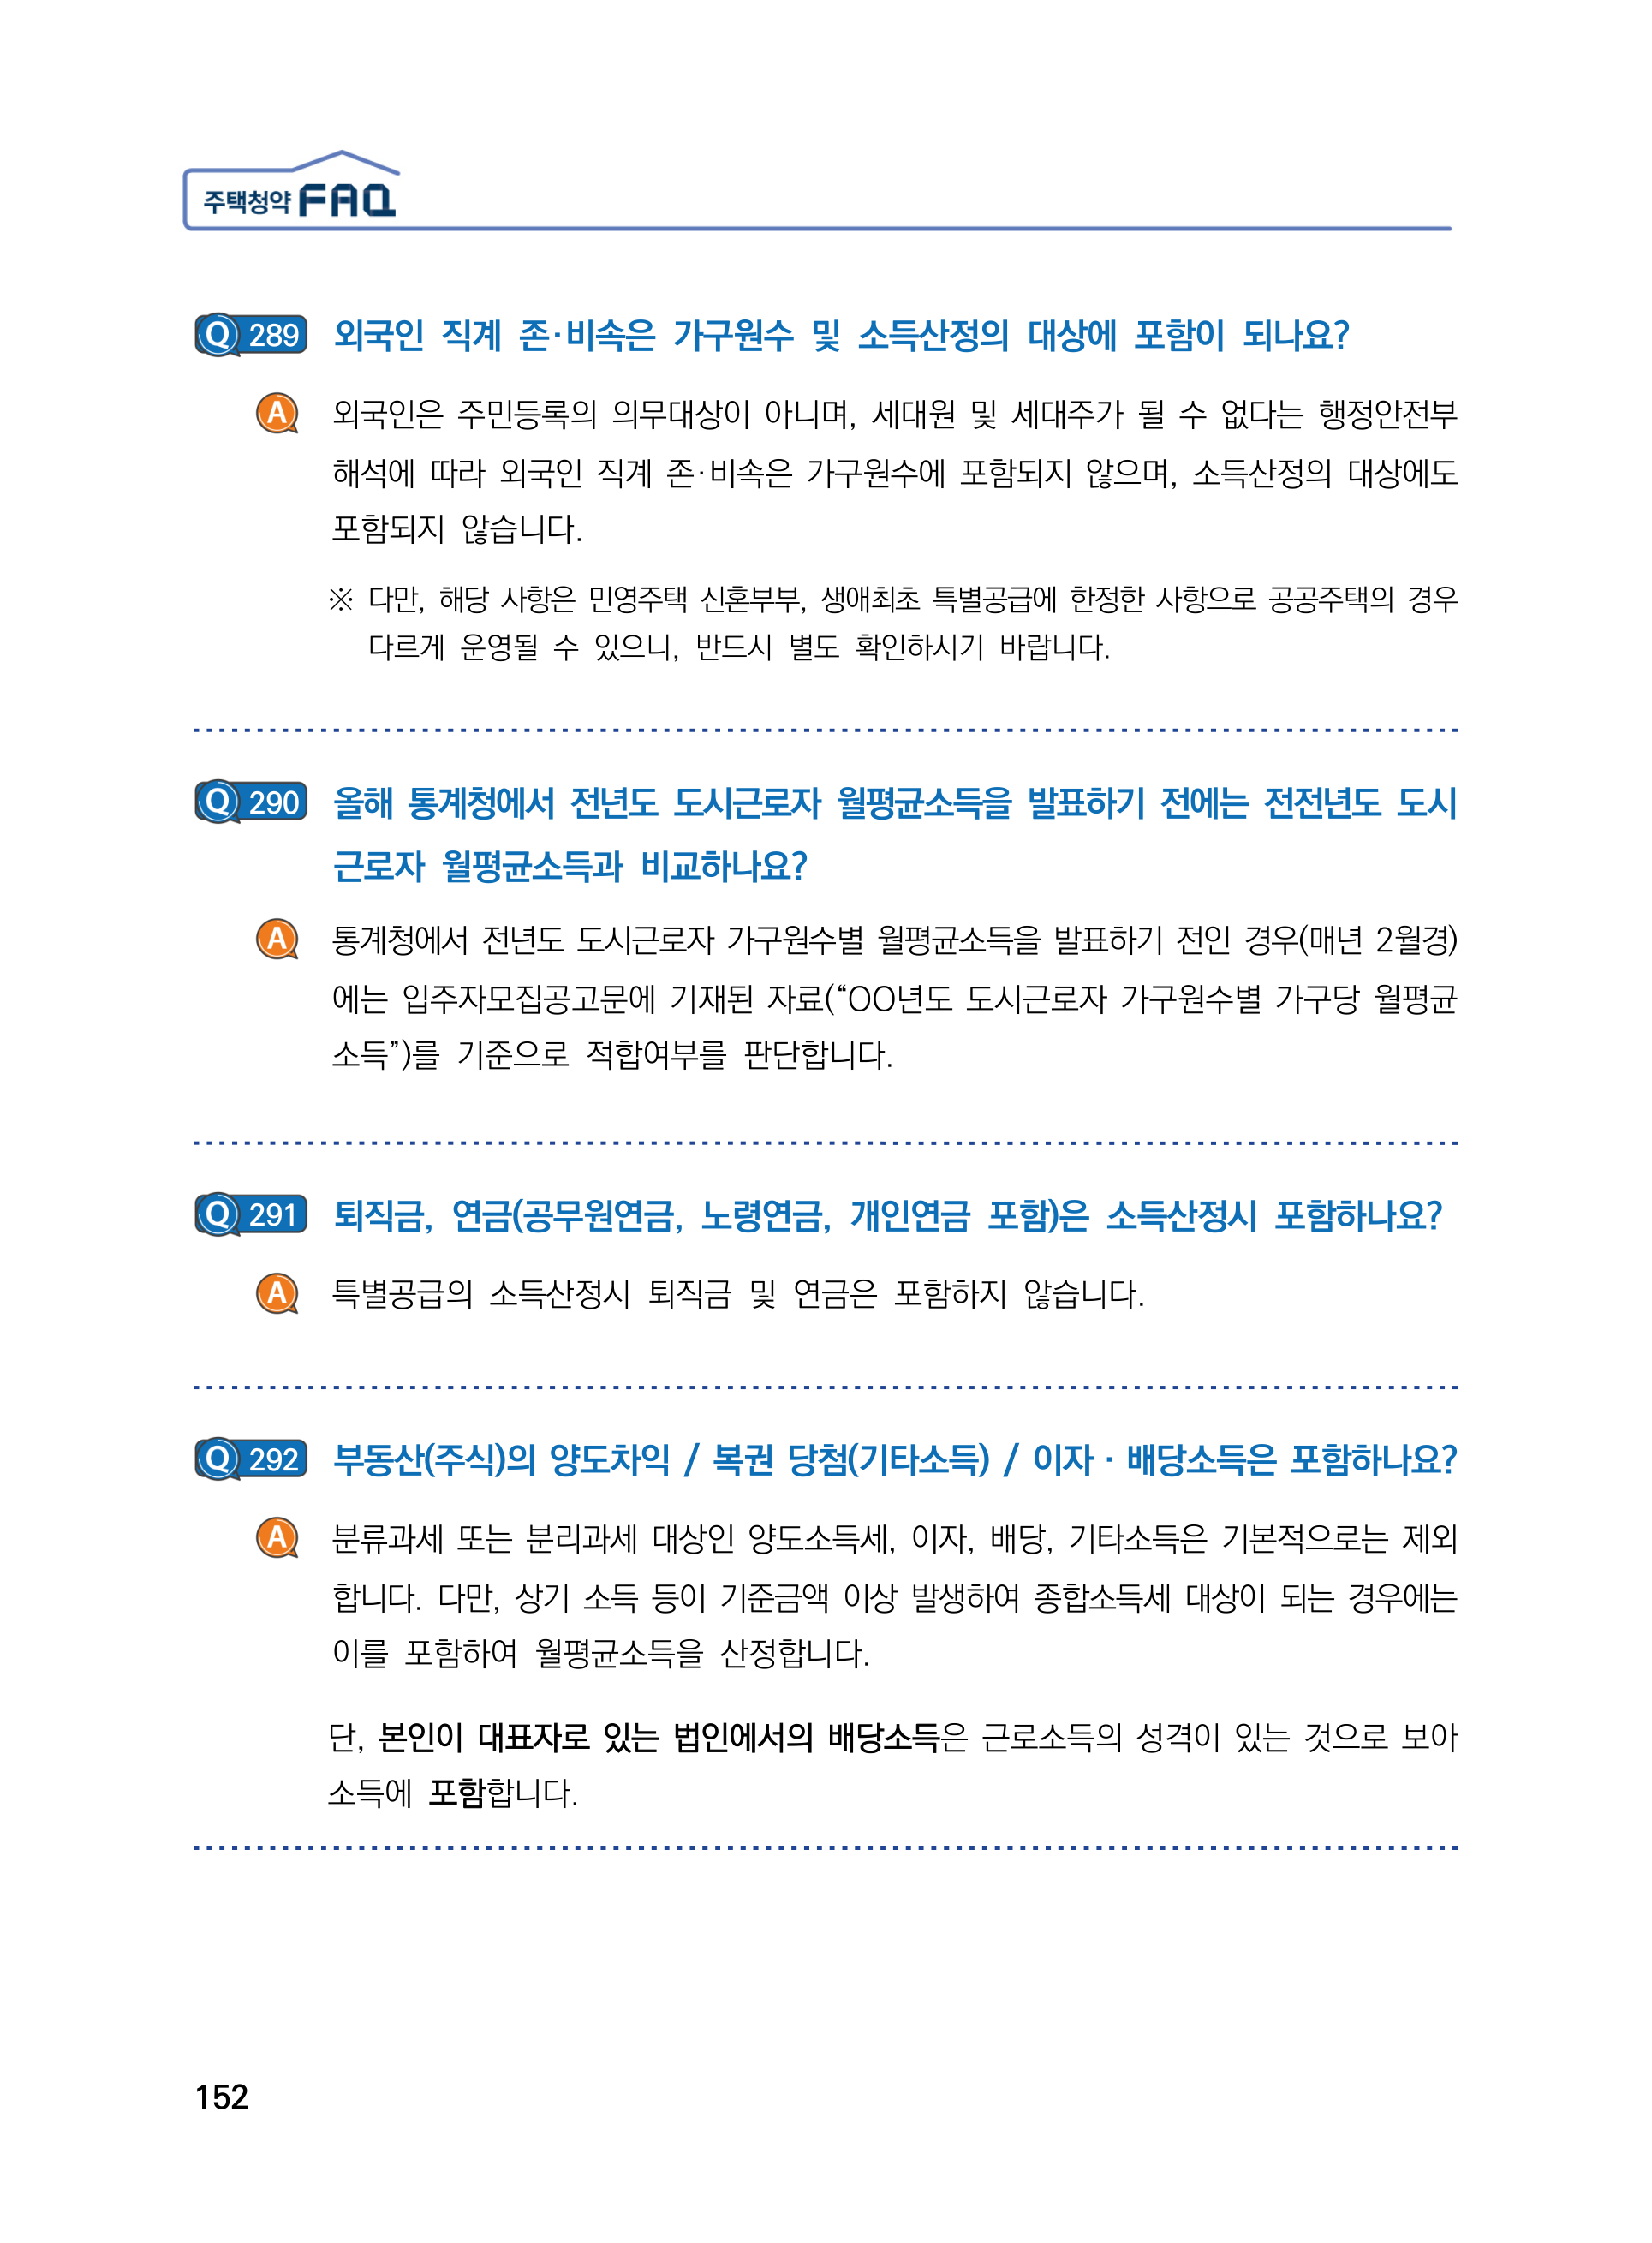 주택청약 FAQ
Q 289 외국인 직계 존·비속은 가구원수 및 소득산정의 대상에 포함이 되나요?
A 외국인은 주민등록의 의무대상이 아니며, 세대원 및 세대주가 될 수 없다는 행정안전부
해석에 따라 외국인 직계 존·비속은 가구원수에 포함되지 않으며, 소득산정의 대상에도
포함되지 않습니다.
※ 다만, 해당 사항은 민영주택 신혼부부, 생애최초 특별공급에 한정한 사항으로 공공주택의 경우
다르게 운영될 수 있으니, 반드시 별도 확인하시기 바랍니다.
Q 290 올해 통계청에서 전년도 도시근로자 월평균소득을 발표하기 전에는 전전년도 도시
근로자 월평균소득과 비교하나요?
A 통계청에서 전년도 도시근로자 가구원수별 월평균소득을 발표하기 전인 경우(매년 2월경)
에는 입주자모집공고문에 기재된 자료(“OO년도 도시근로자 가구원수별 가구당 월평균
소득”)를 기준으로 적합여부를 판단합니다.
Q 291 퇴직금, 연금(공무원연금, 노령연금, 개인연금 포함)은 소득산정시 포함하나요?
A 특별공급의 소득산정시 퇴직금 및 연금은 포함하지 않습니다.
Q 292 부동산(주식)의 양도차익 / 복권 당첨(기타소득) / 이자 · 배당소득은 포함하나요?
A 분류과세 또는 분리과세 대상인 양도소득세, 이자, 배당, 기타소득은 기본적으로는 제외
합니다. 다만, 상기 소득 등이 기준금액 이상 발생하여 종합소득세 대상이 되는 경우에는
이를 포함하여 월평균소득을 산정합니다.
단, 본인이 대표자로 있는 법인에서의 배당소득은 근로소득의 성격이 있는 것으로 보아
소득에 포함합니다.
152